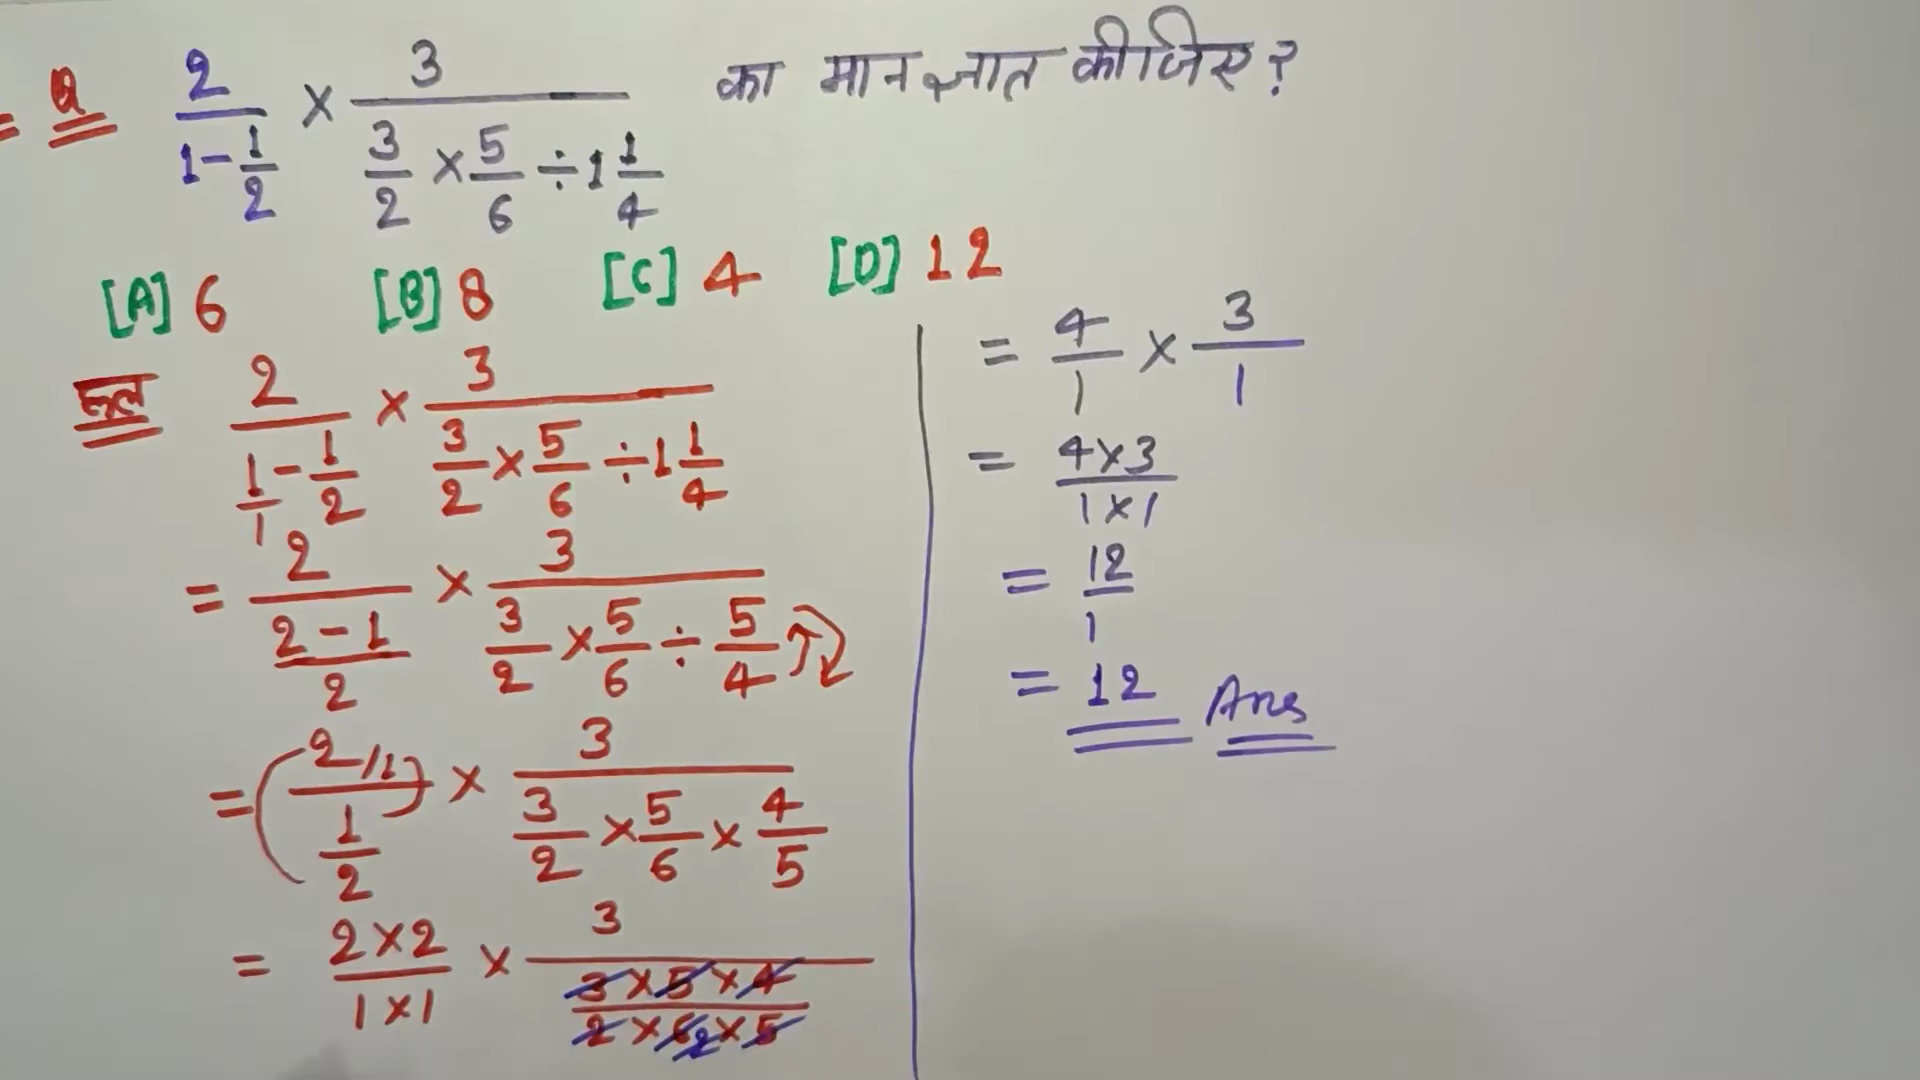 = Q 2/(1-1/2) × 3/(3/2 × 5/6 ÷ 1 1/4) का मान ज्ञात कीजिए?
[A] 6 [B] 8 [C] 4 [D] 12
हल 2/(1/1 - 1/2) × 3/(3/2 × 5/6 ÷ 1 1/4)
= 2/((2-1)/2) × 3/(3/2 × 5/6 ÷ 5/4)
= (2/1)/(1/2) × 3/(3/2 × 5/6 × 4/5)
= (2×2)/(1×1) × 3/((3×5×4)/(2×6×5)) 2
= 4/1 × 3/1
= (4×3)/(1×1)
= 12/1
= 12 Ans